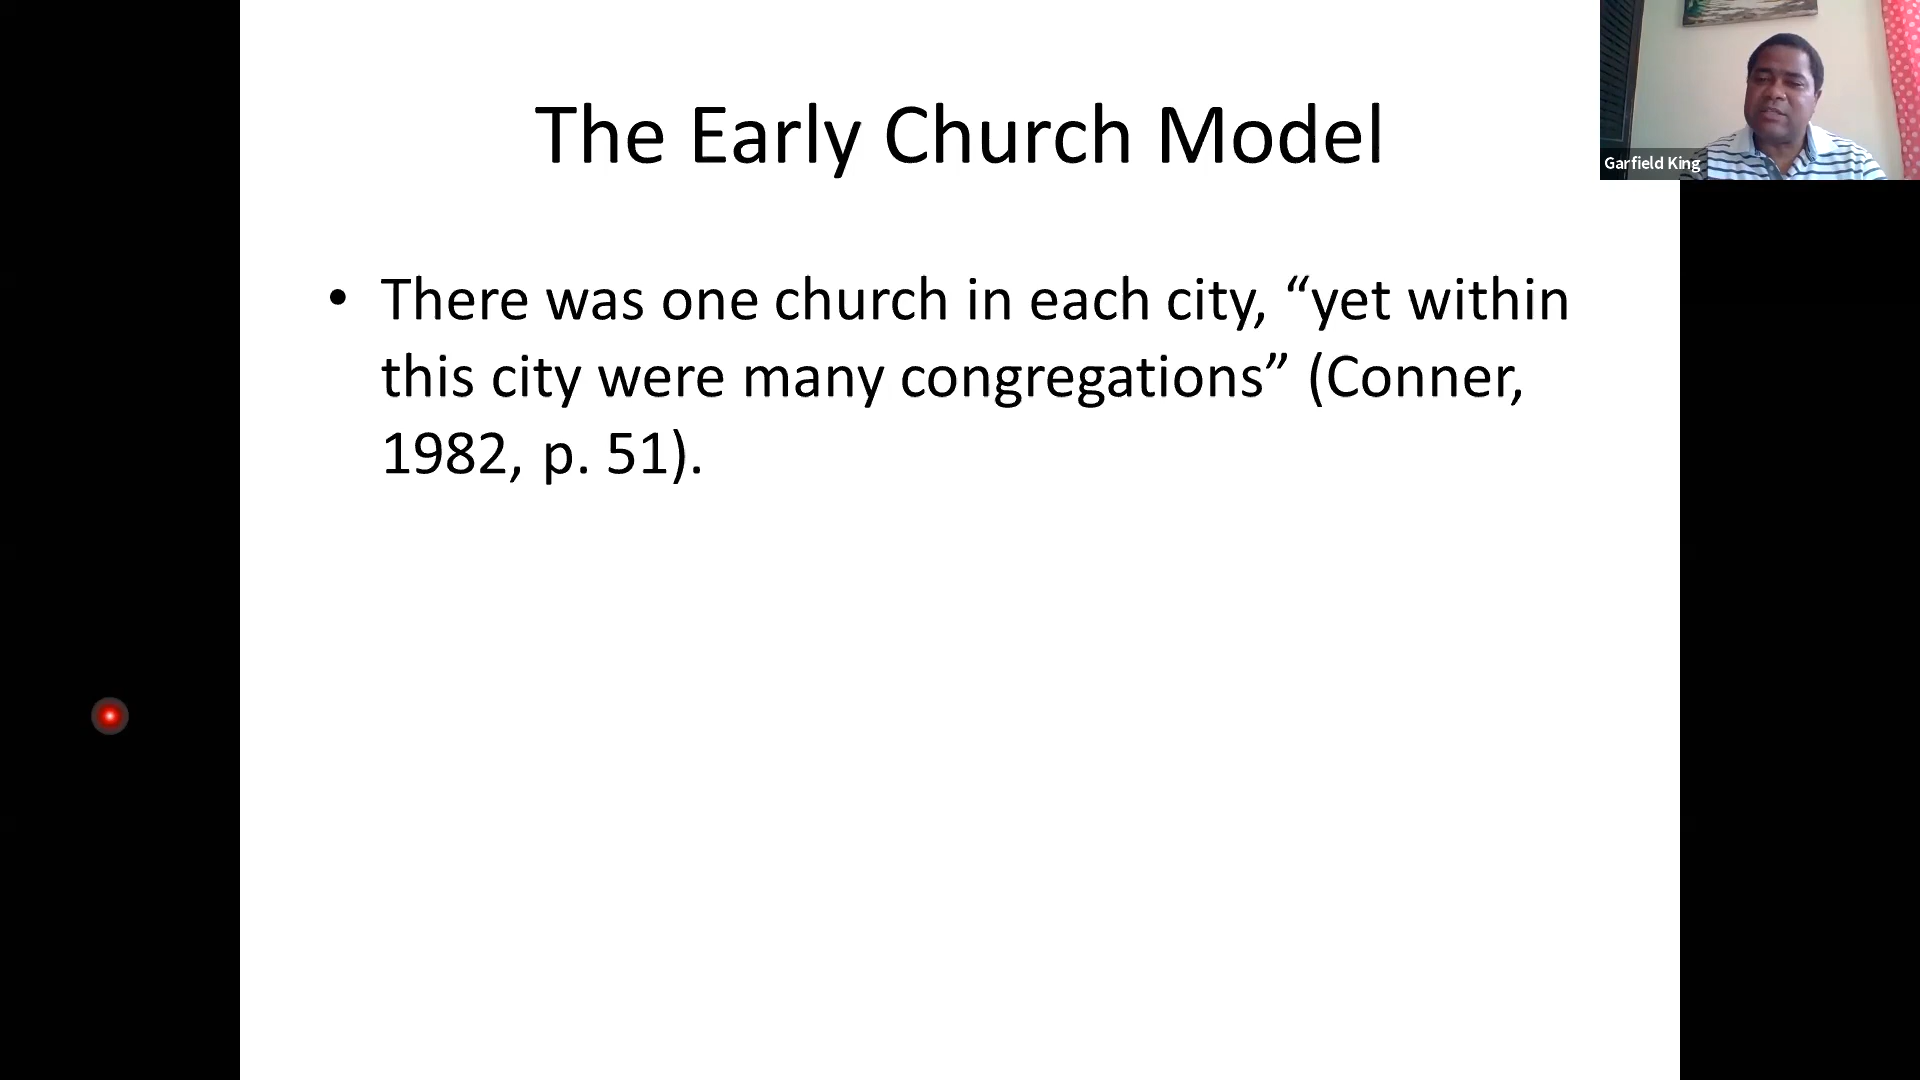 The Early Church Model
• There was one church in each city, “yet within
this city were many congregations” (Conner,
1982, p. 51).
Garfield King